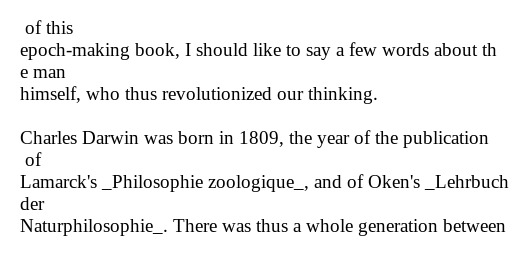 of this
epoch-making book, I should like to say a few words about th
e man
himself, who thus revolutionized our thinking.

Charles Darwin was born in 1809, the year of the publication
of
Lamarck's _Philosophie zoologique_, and of Oken's _Lehrbuch
der
Naturphilosophie_. There was thus a whole generation between